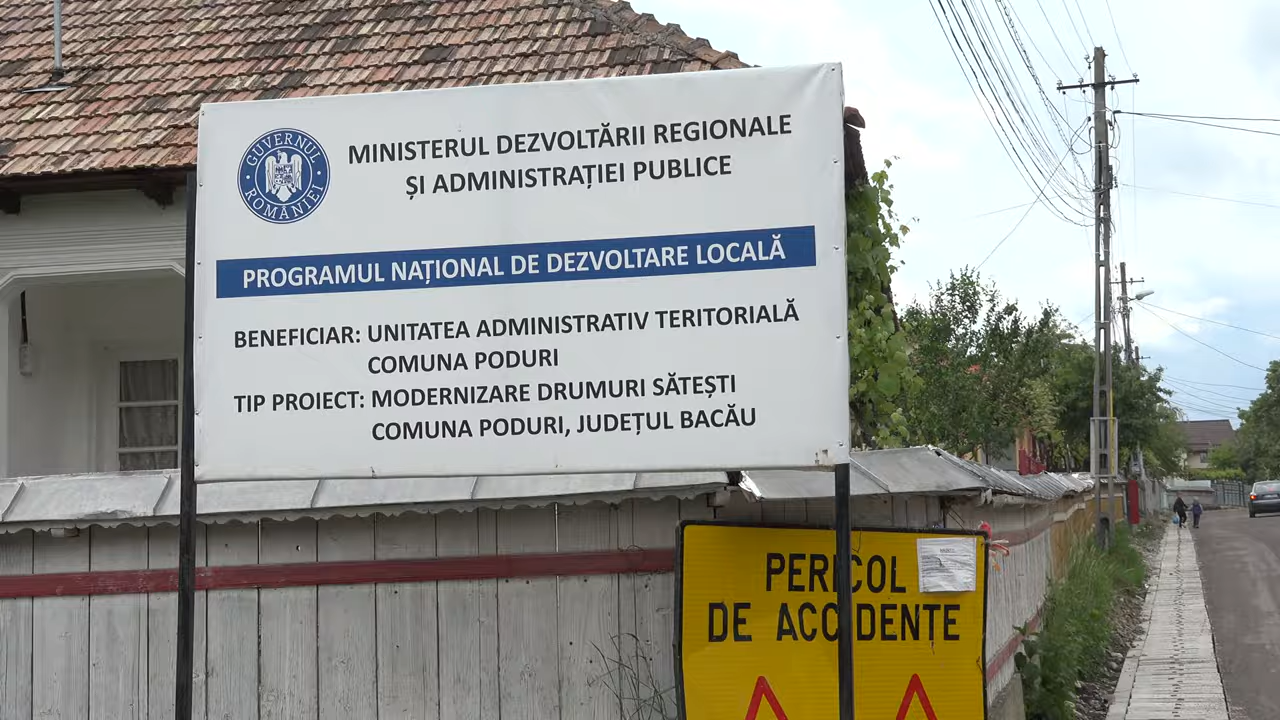 GUVERNUL ROMÂNIEI
MINISTERUL DEZVOLTĂRII REGIONALE
ȘI ADMINISTRAȚIEI PUBLICE
PROGRAMUL NAȚIONAL DE DEZVOLTARE LOCALĂ
BENEFICIAR: UNITATEA ADMINISTRATIV TERITORIALĂ
COMUNA PODURI
TIP PROIECT: MODERNIZARE DRUMURI SĂTEȘTI
COMUNA PODURI, JUDEȚUL BACĂU
PERICOL
DE ACCIDENTE